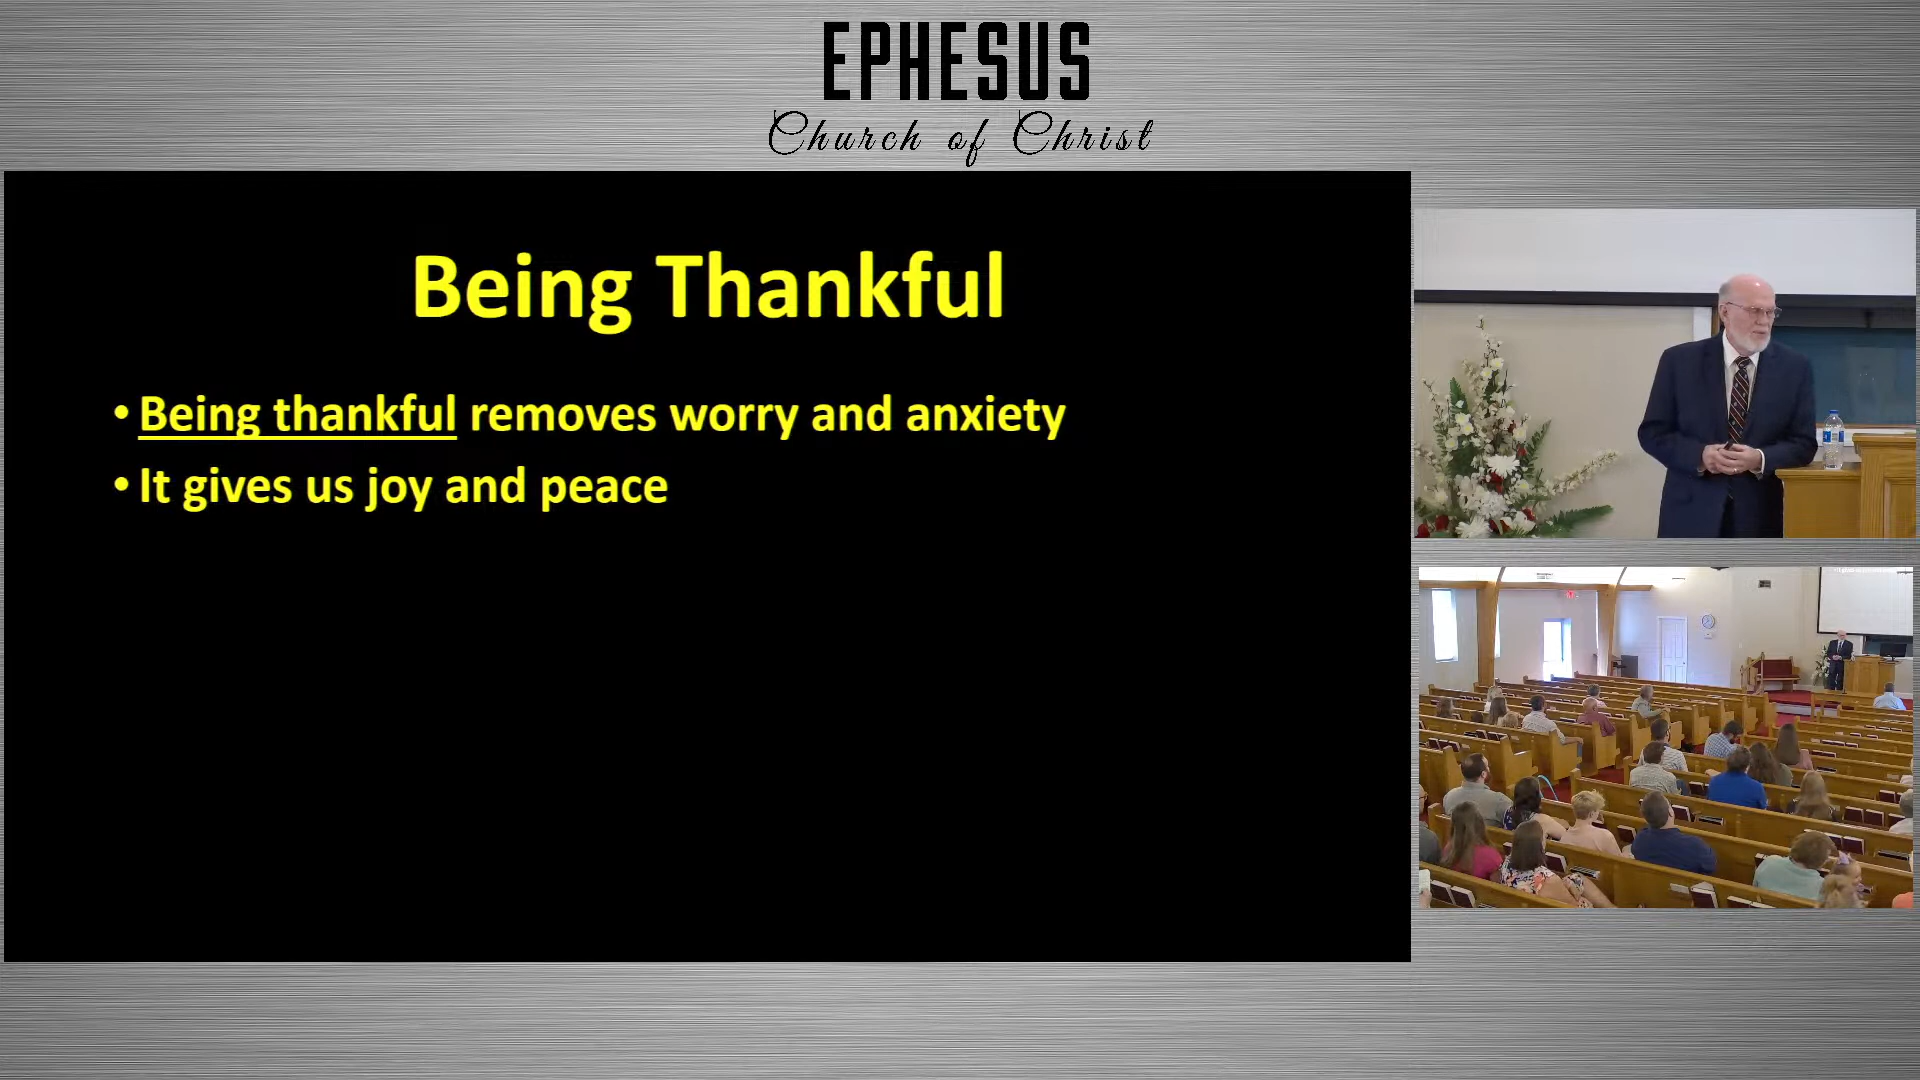 EPHESUS
Church of Christ
Being Thankful
• Being thankful removes worry and anxiety
• It gives us joy and peace